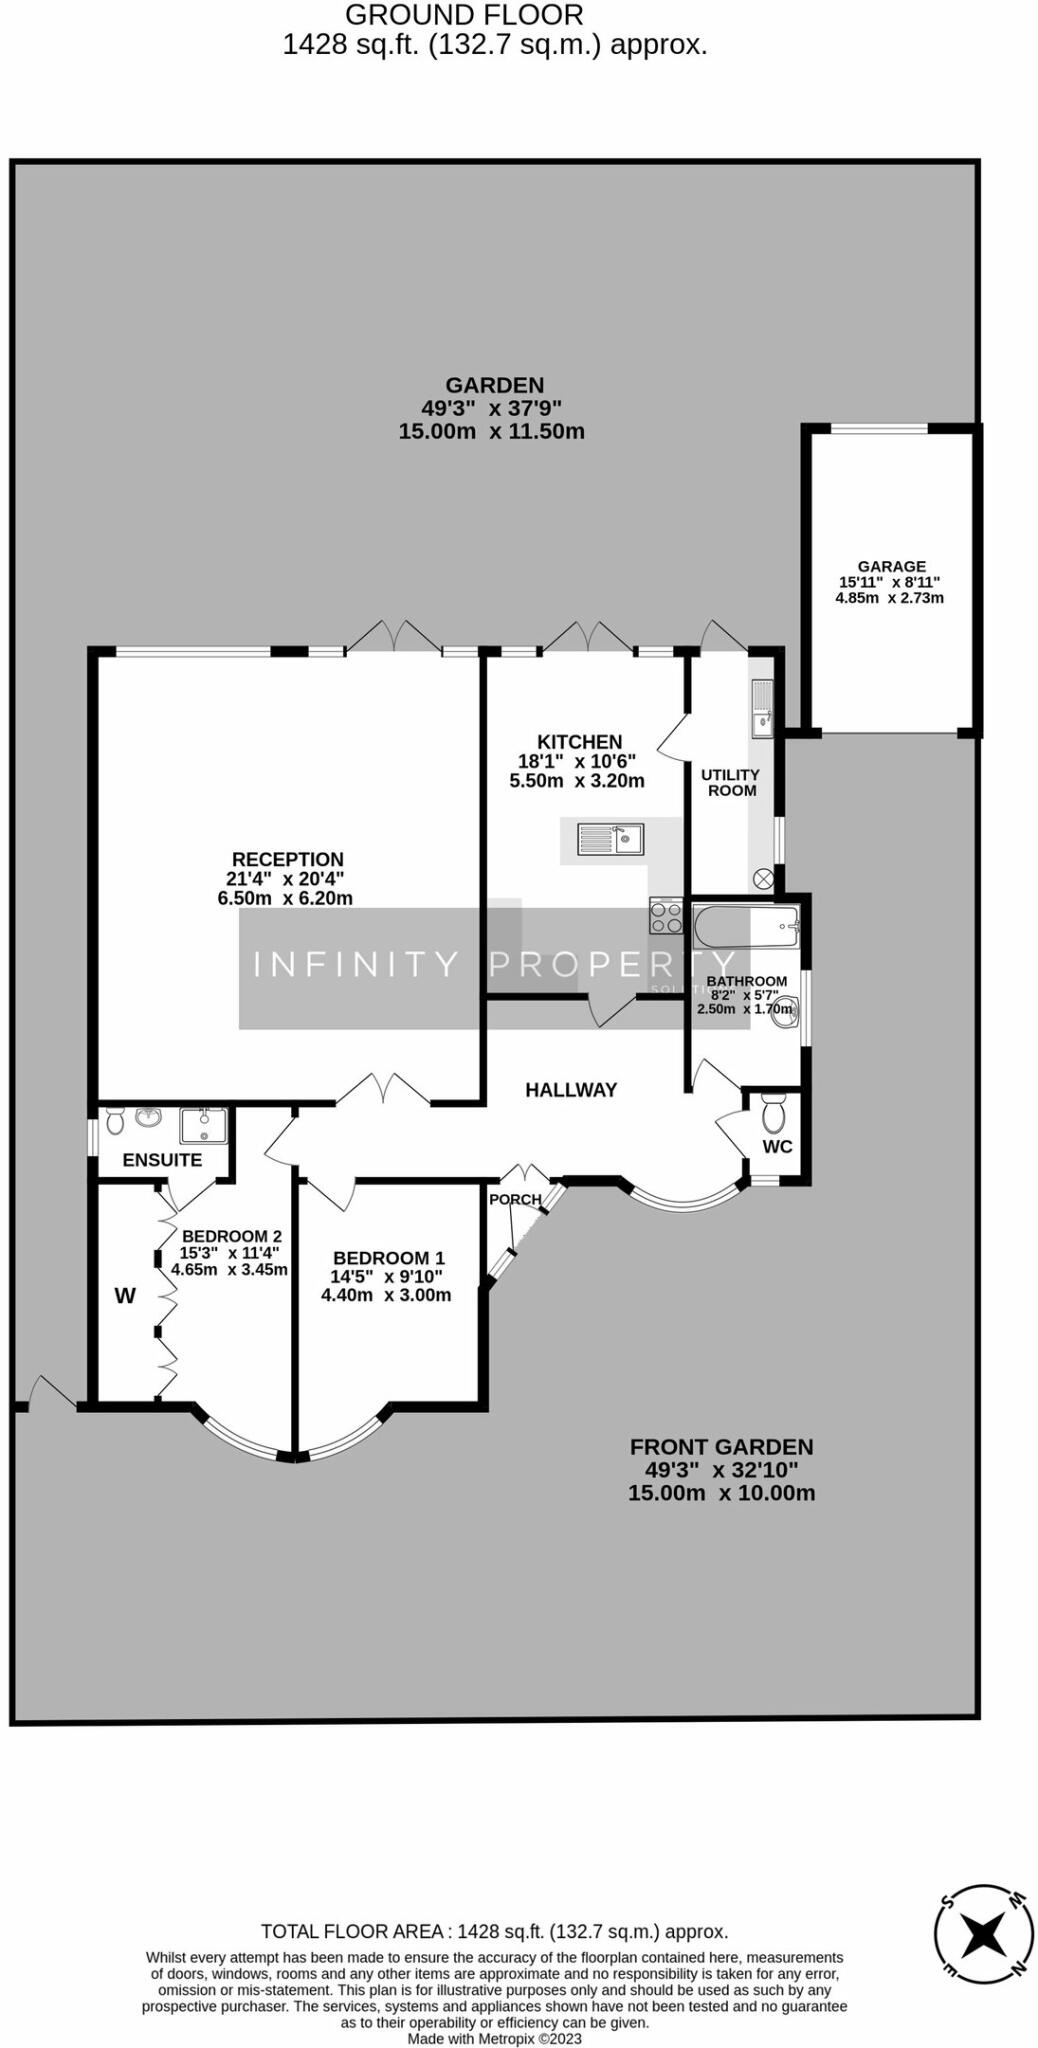 GROUND FLOOR
1428 sq.ft. (132.7 sq.m.) approx.
GARDEN
49'3" x 37'9"
15.00m x 11.50m
GARAGE
15'11" x 8'11"
4.85m x 2.73m
KITCHEN
18'1" x 10'6"
5.50m x 3.20m
UTILITY
ROOM
RECEPTION
21'4" x 20'4"
6.50m x 6.20m
INFINITY PROPERTY
SOLUTIONS
BATHROOM
8'2" x 5'7"
2.50m x 1.70m
HALLWAY
WC
ENSUITE
PORCH
BEDROOM 2
15'3" x 11'4"
4.65m x 3.45m
BEDROOM 1
14'5" x 9'10"
4.40m x 3.00m
W
FRONT GARDEN
49'3" x 32'10"
15.00m x 10.00m
S
W
E
N
TOTAL FLOOR AREA : 1428 sq.ft. (132.7 sq.m.) approx.
Whilst every attempt has been made to ensure the accuracy of the floorplan contained here, measurements
of doors, windows, rooms and any other items are approximate and no responsibility is taken for any error,
omission or mis-statement. This plan is for illustrative purposes only and should be used as such by any
prospective purchaser. The services, systems and appliances shown have not been tested and no guarantee
as to their operability or efficiency can be given.
Made with Metropix ©2023